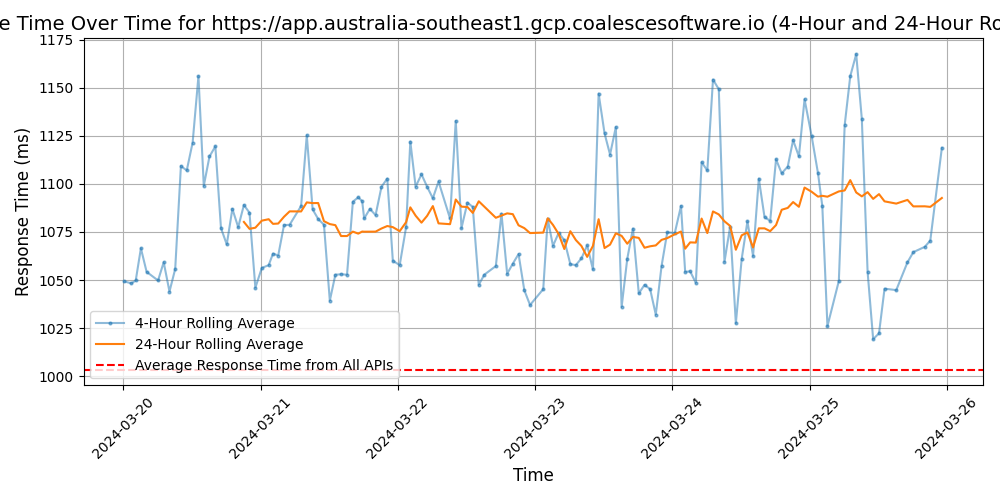 e Time Over Time for https://app.australia-southeast1.gcp.coalescesoftware.io (4-Hour and 24-Hour Ro
Response Time (ms)
1175
1150
1125
1100
1075
1050
1025
1000
4-Hour Rolling Average
24-Hour Rolling Average
Average Response Time from All APIs
2024-03-20
2024-03-21
2024-03-22
2024-03-23
2024-03-24
2024-03-25
2024-03-26
Time